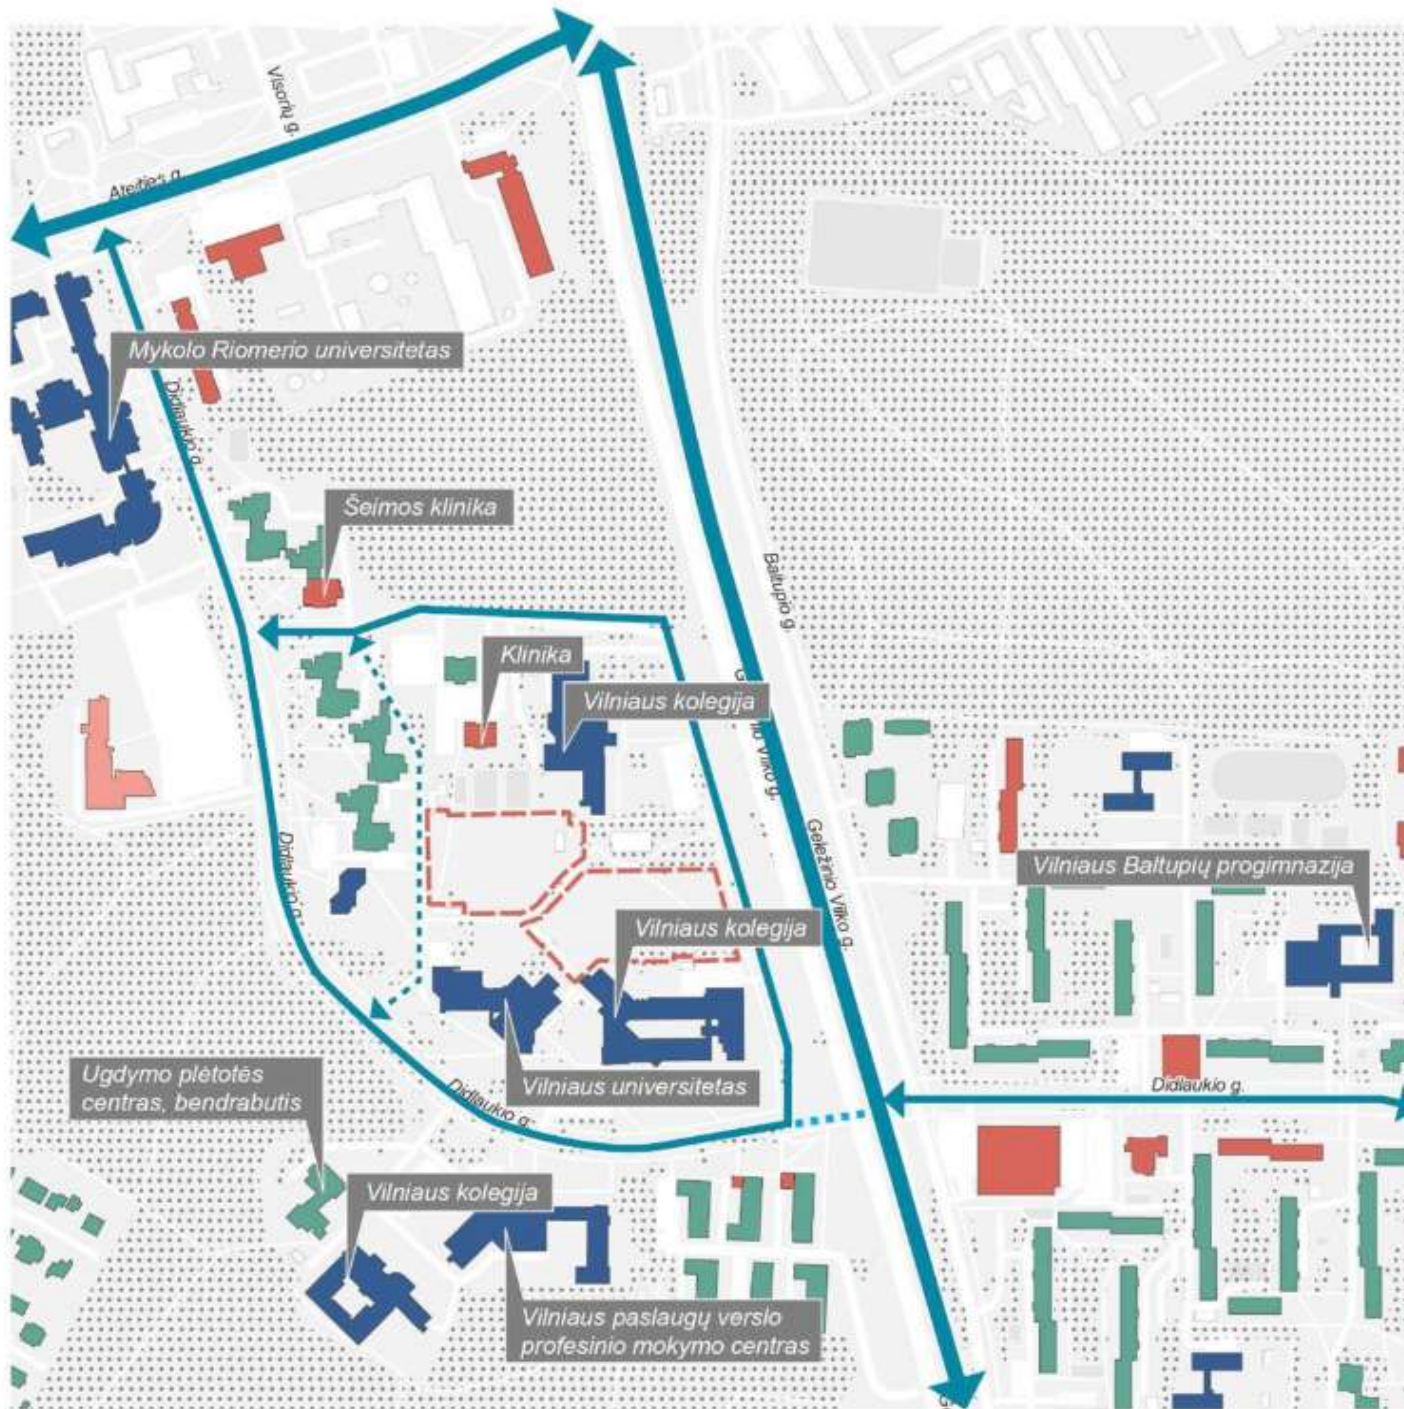 Visorių g.
Ateities g.
Mykolo Riomerio universitetas
Didlaukio g.
Šeimos klinika
Baltupio g.
Klinika
Vilniaus kolegija
Vilko g.
Geležinio Vilko g.
Vilniaus Baltupių progimnazija
Didlaukio g.
Vilniaus kolegija
Ugdymo plėtotės
centras, bendrabutis
Vilniaus universitetas
Didlaukio g.
Didlaukio g.
Vilniaus kolegija
Vilniaus paslaugų verslo
profesinio mokymo centras